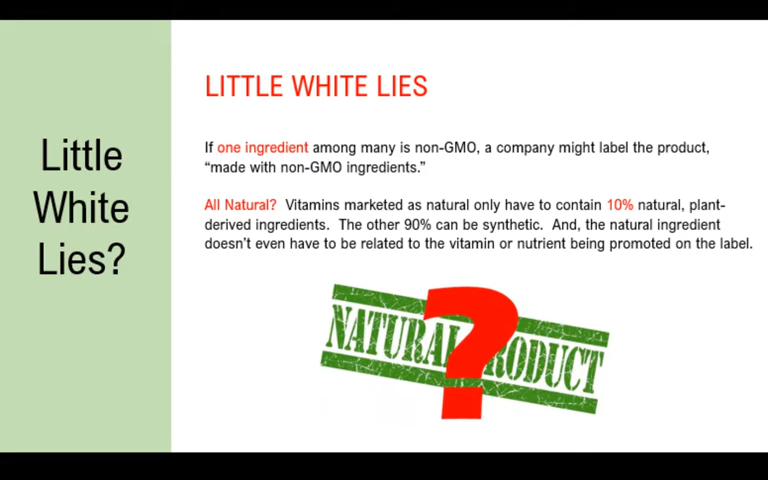 Little
White
Lies?
LITTLE WHITE LIES
If one ingredient among many is non-GMO, a company might label the product,
“made with non-GMO ingredients.”
All Natural? Vitamins marketed as natural only have to contain 10% natural, plant-
derived ingredients. The other 90% can be synthetic. And, the natural ingredient
doesn’t even have to be related to the vitamin or nutrient being promoted on the label.
NATURAL PRODUCT
?